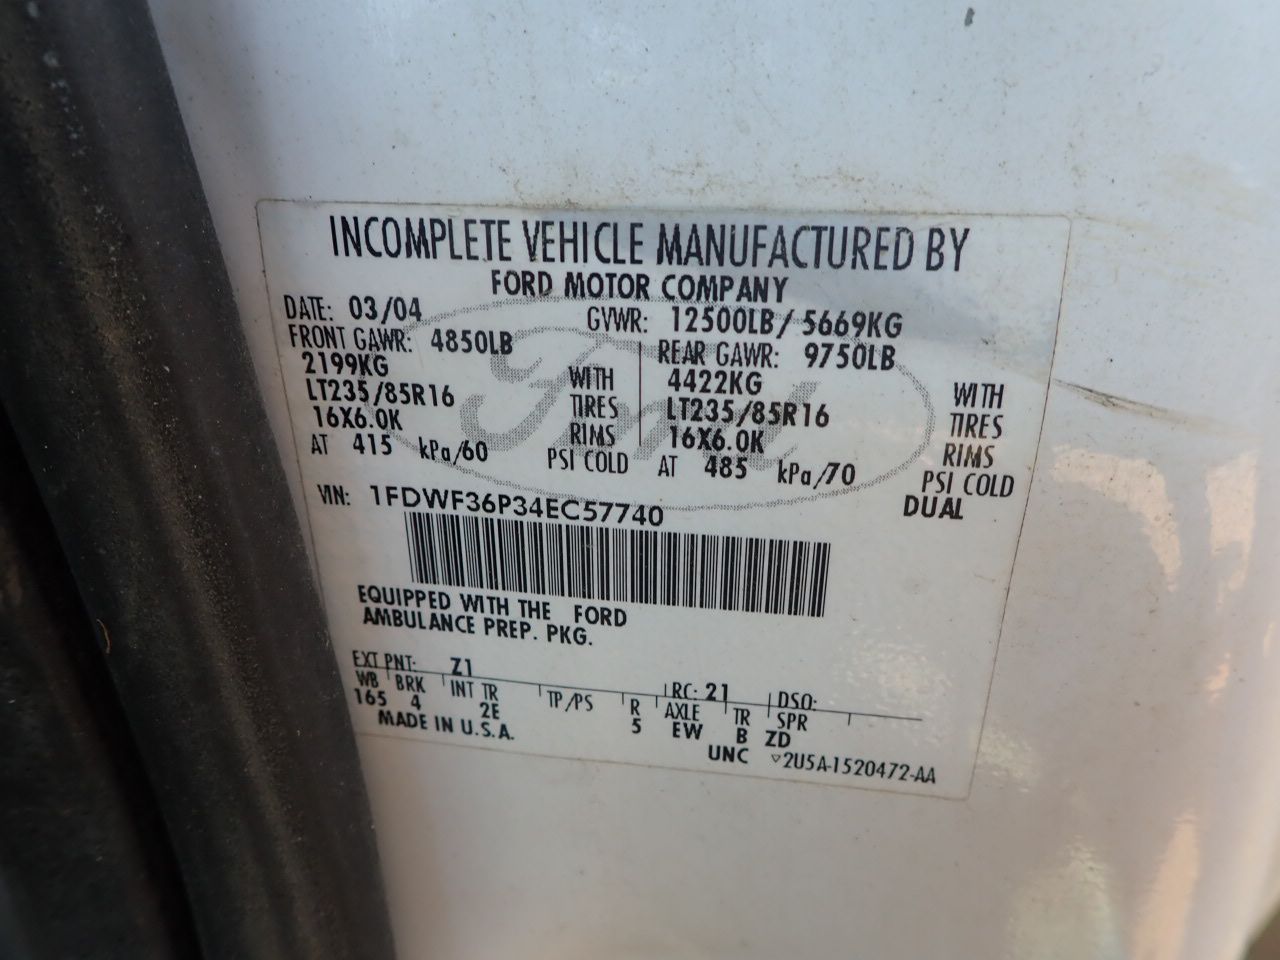 INCOMPLETE VEHICLE MANUFACTURED BY
FORD MOTOR COMPANY
DATE: 03/04 GVWR: 12500LB/ 5669KG
FRONT GAWR: 4850LB REAR GAWR: 9750LB
2199KG WITH 4422KG WITH
LT235/85R16 TIRES LT235/85R16 TIRES
16X6.0K RIMS 16X6.0K RIMS
AT 415 kPa/60 PSI COLD AT 485 kPa/70 PSI COLD
DUAL
VIN: 1FDWF36P34EC57740
EQUIPPED WITH THE FORD
AMBULANCE PREP. PKG.
EXT PNT: Z1 RC: 21 DSO:
WB BRK INT TR TP/PS R AXLE TR SPR
165 4 2E 5 EW B ZD
MADE IN U.S.A. UNC ▽2U5A-1520472-AA
Ford